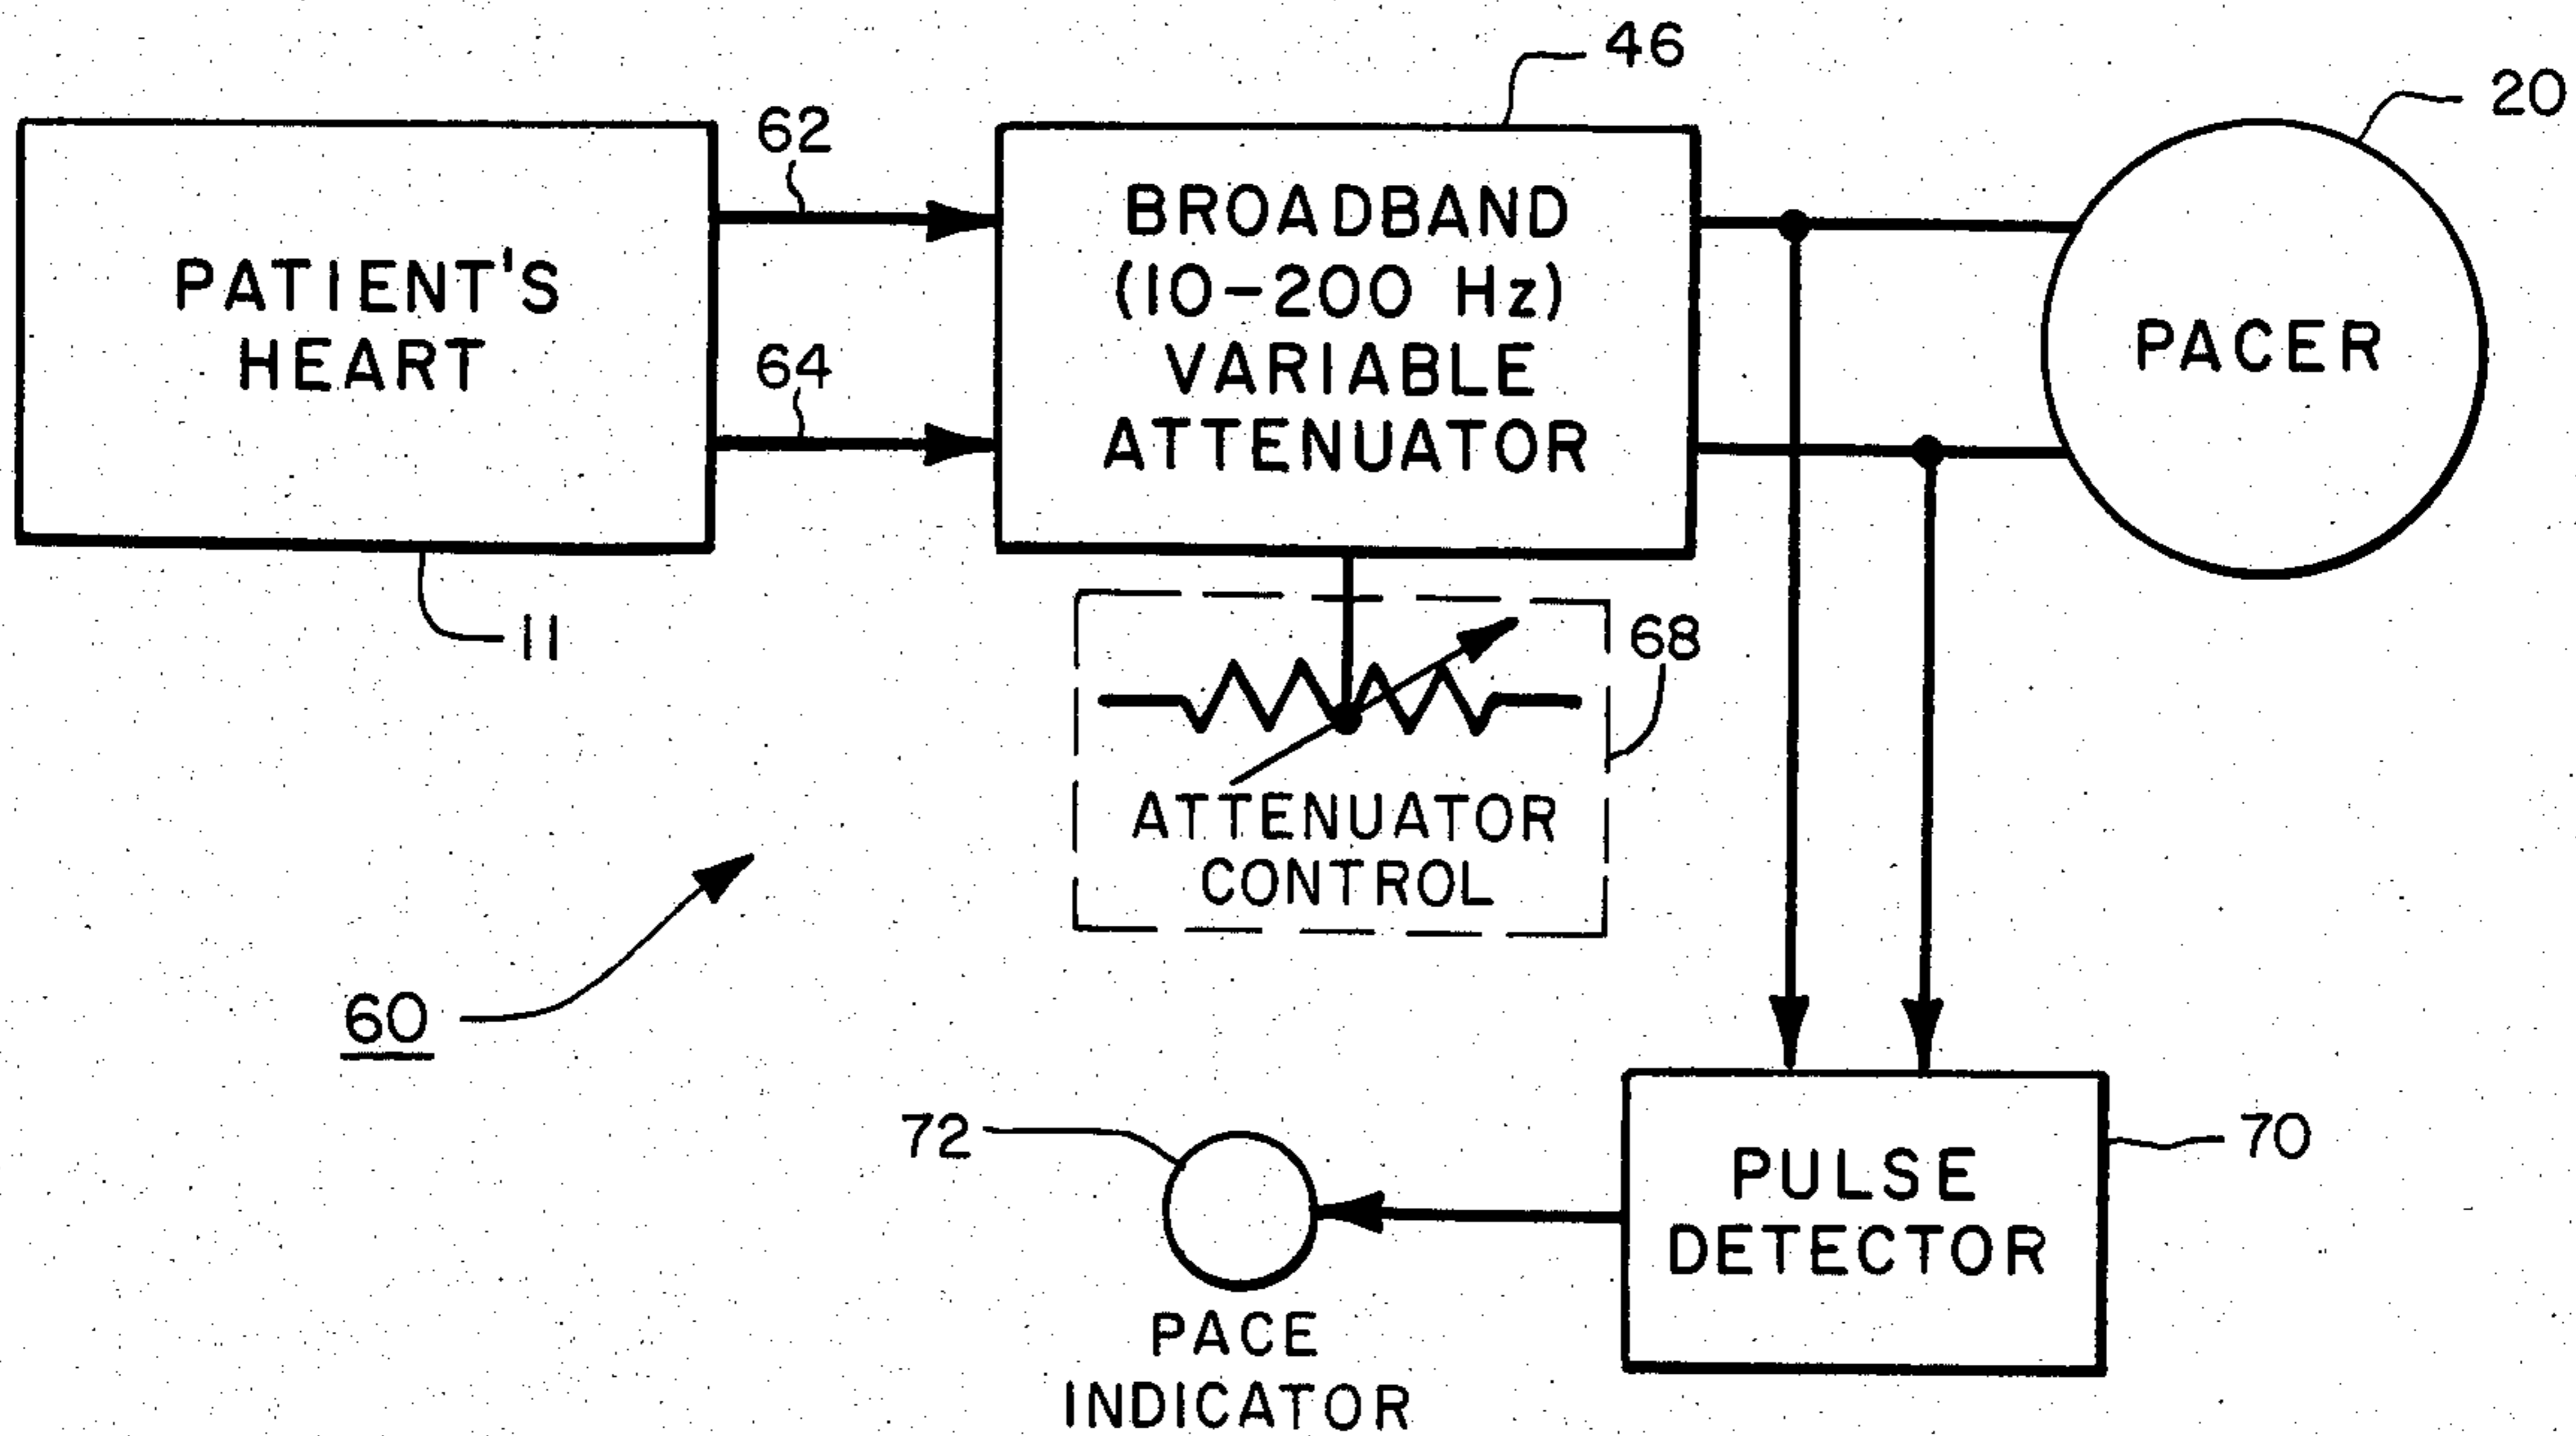 46
20
62
PATIENT'S
HEART
64
BROADBAND
(10-200 Hz)
VARIABLE
ATTENUATOR
PACER
11
68
ATTENUATOR
CONTROL
60
72
PULSE
DETECTOR
70
PACE
INDICATOR